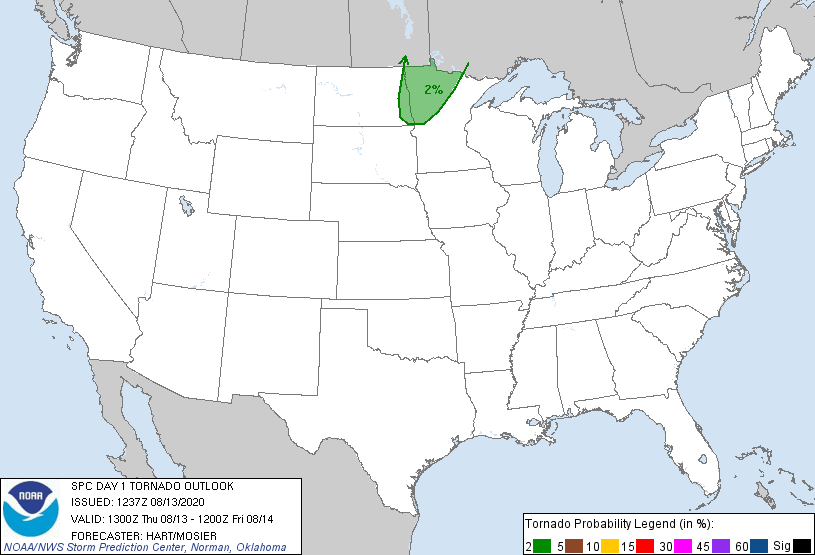 2%
NOAA
SPC DAY 1 TORNADO OUTLOOK
ISSUED: 1237Z 08/13/2020
VALID: 1300Z Thu 08/13 - 1200Z Fri 08/14
FORECASTER: HART/MOSIER
NOAA/NWS Storm Prediction Center, Norman, Oklahoma
Tornado Probability Legend (in %):
2 5 10 15 30 45 60 Sig